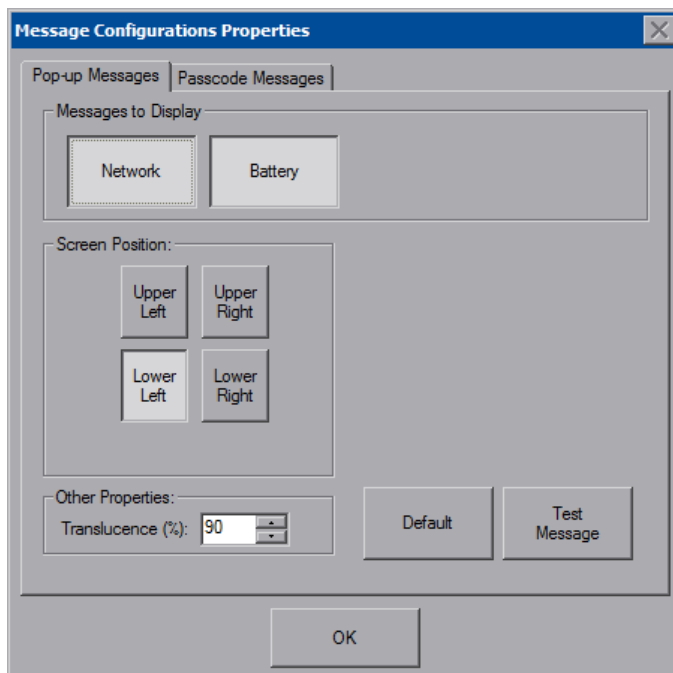 Message Configurations Properties
Pop-up Messages
Passcode Messages
Messages to Display
Network
Battery
Screen Position:
Upper
Left
Upper
Right
Lower
Left
Lower
Right
Other Properties:
Translucence (%): 90
Default
Test
Message
OK